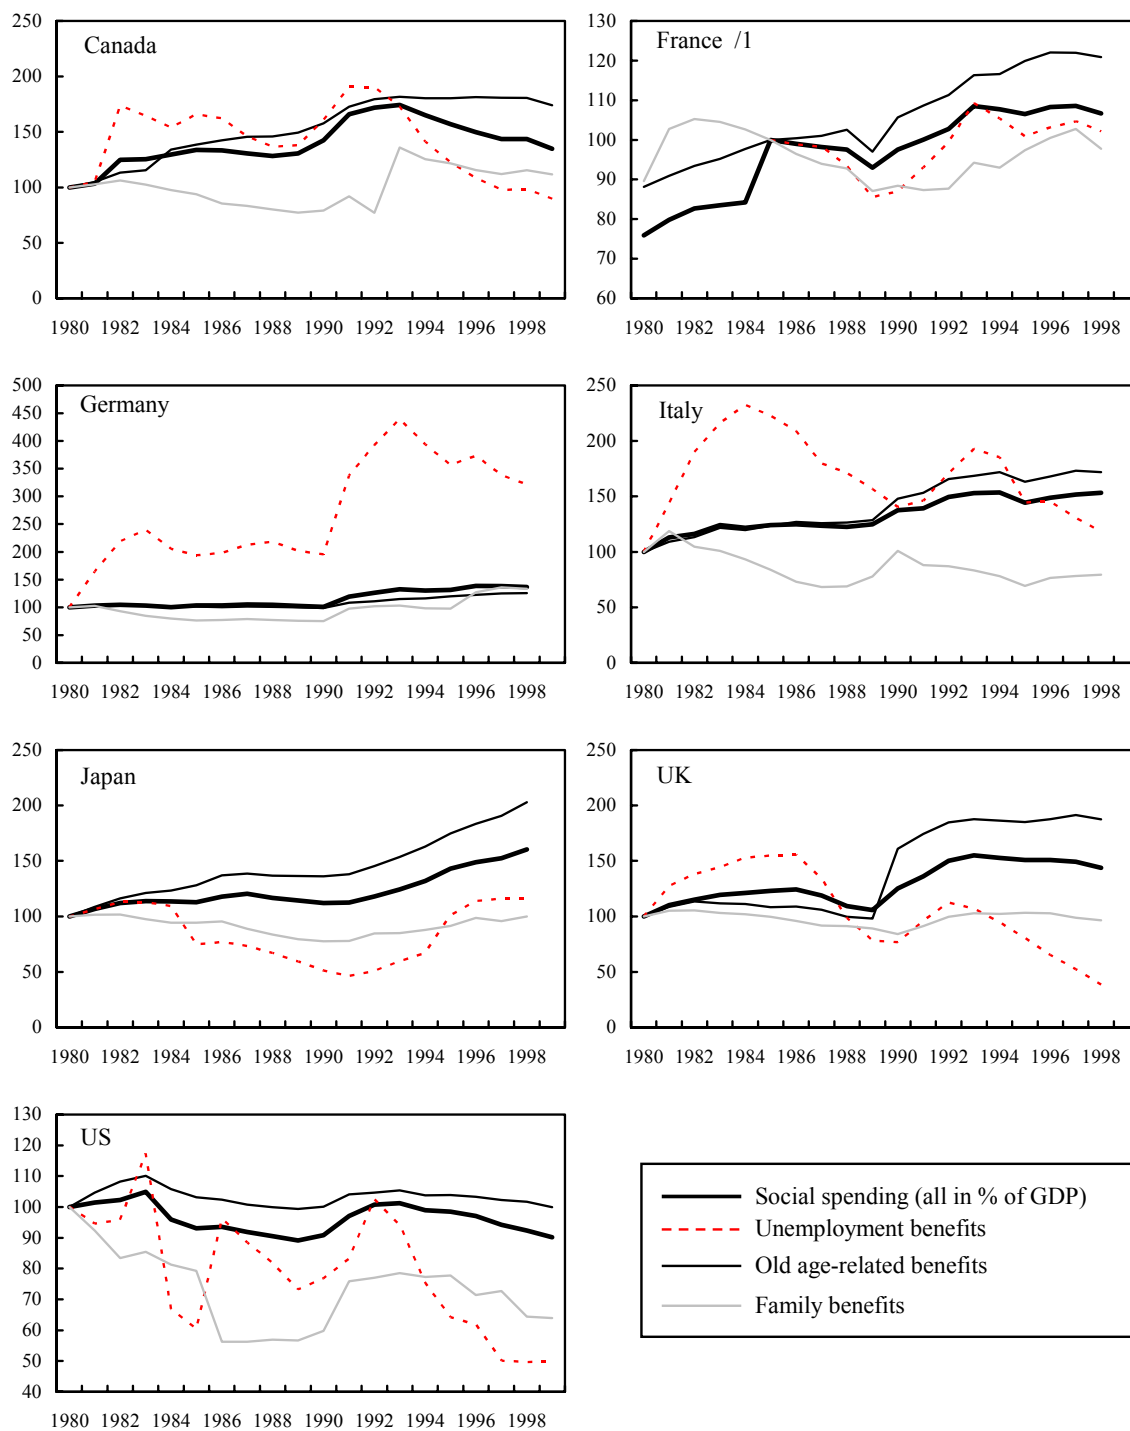 Canada
250
200
150
100
50
0
1980 1982 1984 1986 1988 1990 1992 1994 1996 1998
France /1
130
120
110
100
90
80
70
60
1980 1982 1984 1986 1988 1990 1992 1994 1996 1998
Germany
500
450
400
350
300
250
200
150
100
50
0
1980 1982 1984 1986 1988 1990 1992 1994 1996 1998
Italy
250
200
150
100
50
0
1980 1982 1984 1986 1988 1990 1992 1994 1996 1998
Japan
250
200
150
100
50
0
1980 1982 1984 1986 1988 1990 1992 1994 1996 1998
UK
250
200
150
100
50
0
1980 1982 1984 1986 1988 1990 1992 1994 1996 1998
US
130
120
110
100
90
80
70
60
50
40
1980 1982 1984 1986 1988 1990 1992 1994 1996 1998
Social spending (all in % of GDP)
Unemployment benefits
Old age-related benefits
Family benefits